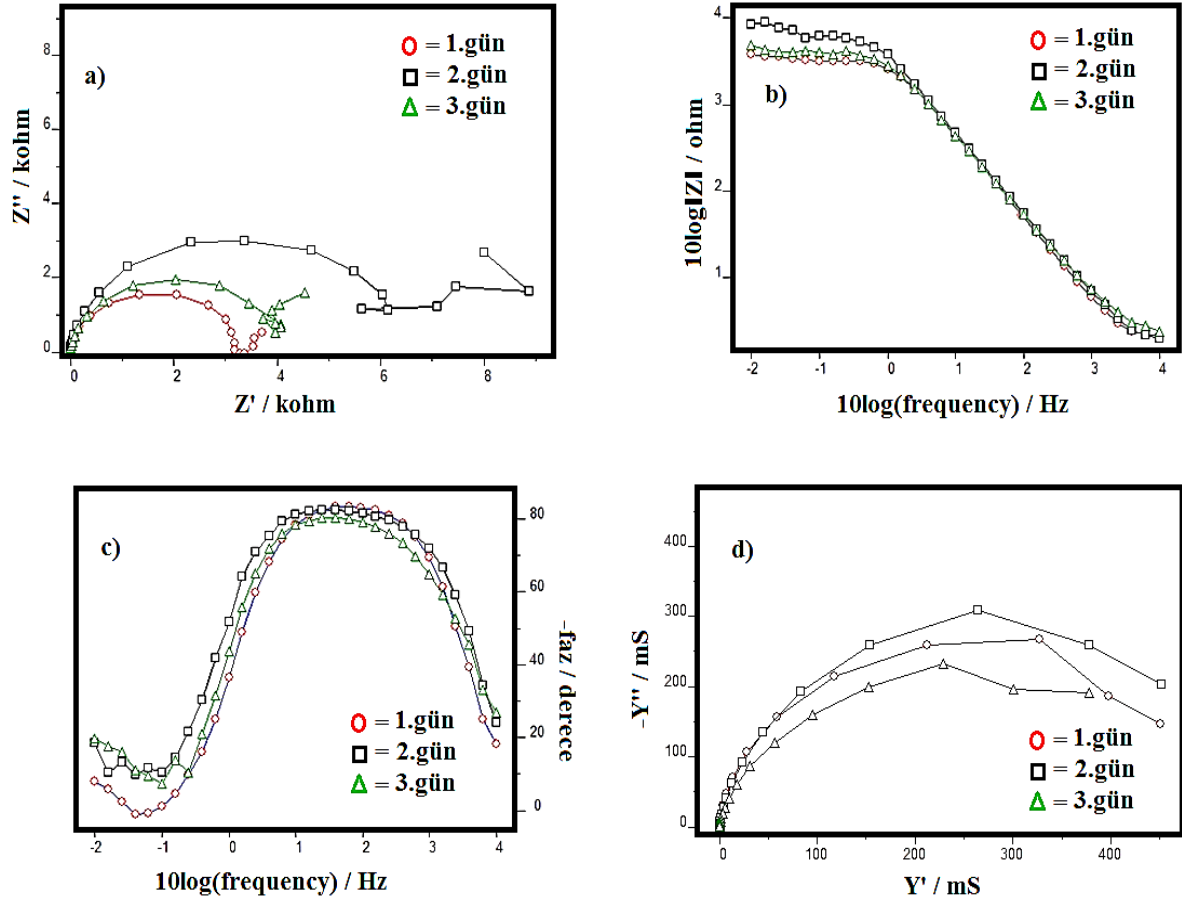 a)
= 1.gün
= 2.gün
= 3.gün
Z'' / kohm
8
6
4
2
0
0 2 4 6 8
Z' / kohm
b)
= 1.gün
= 2.gün
= 3.gün
10log|Z| / ohm
4
3
2
1
-2 -1 0 1 2 3 4
10log(frequency) / Hz
c)
= 1.gün
= 2.gün
= 3.gün
-faz / derece
80
60
40
20
0
-2 -1 0 1 2 3 4
10log(frequency) / Hz
d)
= 1.gün
= 2.gün
= 3.gün
-Y'' / mS
400
300
200
100
0
0 100 200 300 400
Y' / mS